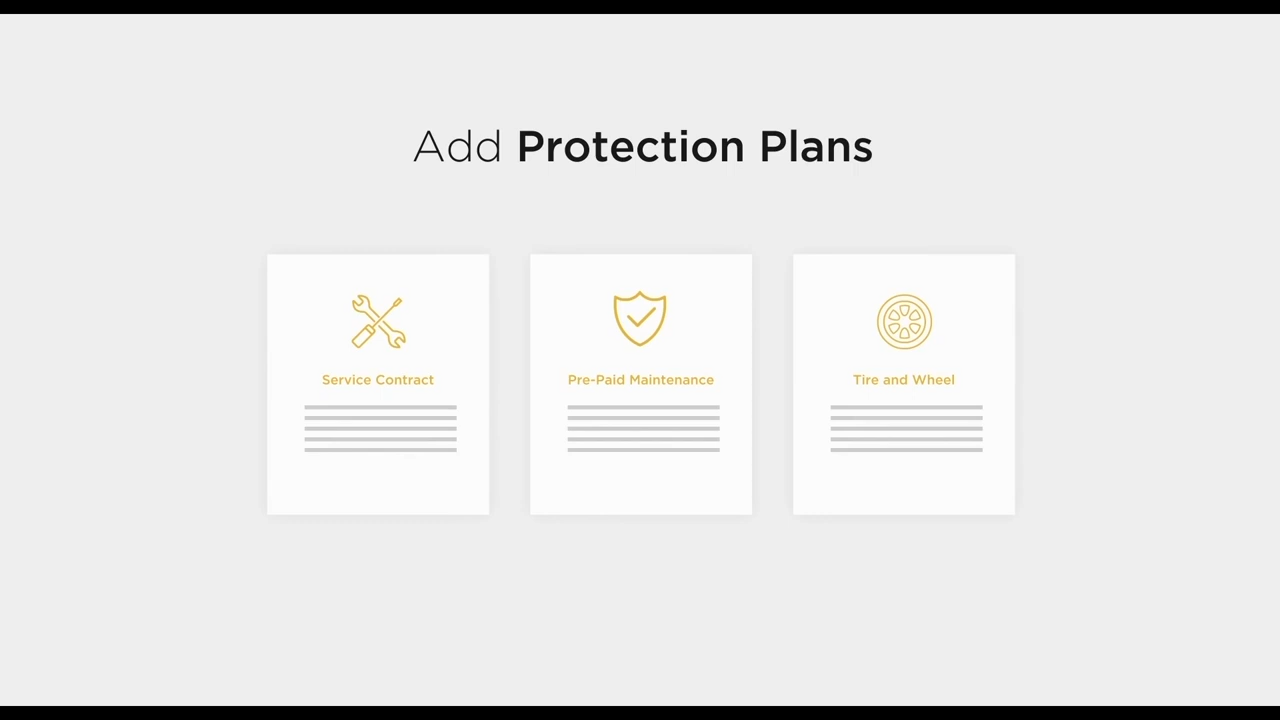 Add Protection Plans
Service Contract
Pre-Paid Maintenance
Tire and Wheel